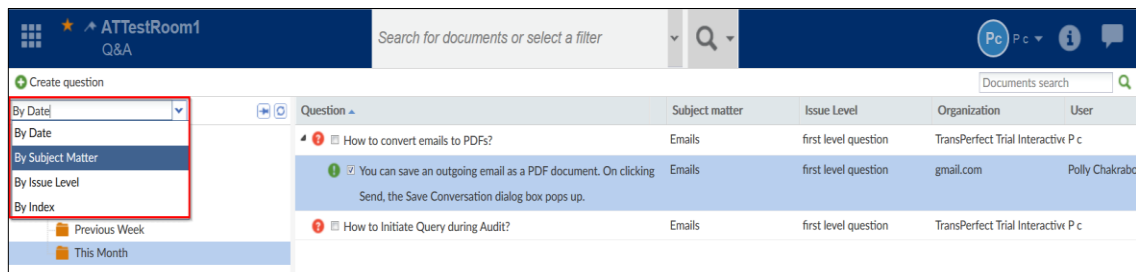 ATTestRoom1
Q&A
Search for documents or select a filter
Pc P c
Create question
Documents search
By Date
Question Subject matter Issue Level Organization User
By Date
By Subject Matter
By Issue Level
By Index
Previous Week
This Month
How to convert emails to PDFs? Emails first level question TransPerfect Trial Interactive P c
You can save an outgoing email as a PDF document. On clicking Emails first level question gmail.com Polly Chakrabo
Send, the Save Conversation dialog box pops up.
How to Initiate Query during Audit? Emails first level question TransPerfect Trial Interactive P c